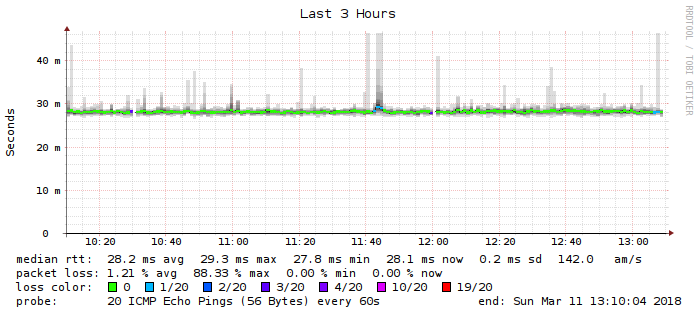 Last 3 Hours
RRDTOOL / TOBI OETIKER
Seconds
40 m
30 m
20 m
10 m
0
10:20 10:40 11:00 11:20 11:40 12:00 12:20 12:40 13:00
median rtt: 28.2 ms avg 29.3 ms max 27.8 ms min 28.1 ms now 0.2 ms sd 142.0 am/s
packet loss: 1.21 % avg 88.33 % max 0.00 % min 0.00 % now
loss color: 0 1/20 2/20 3/20 4/20 10/20 19/20
probe: 20 ICMP Echo Pings (56 Bytes) every 60s end: Sun Mar 11 13:10:04 2018